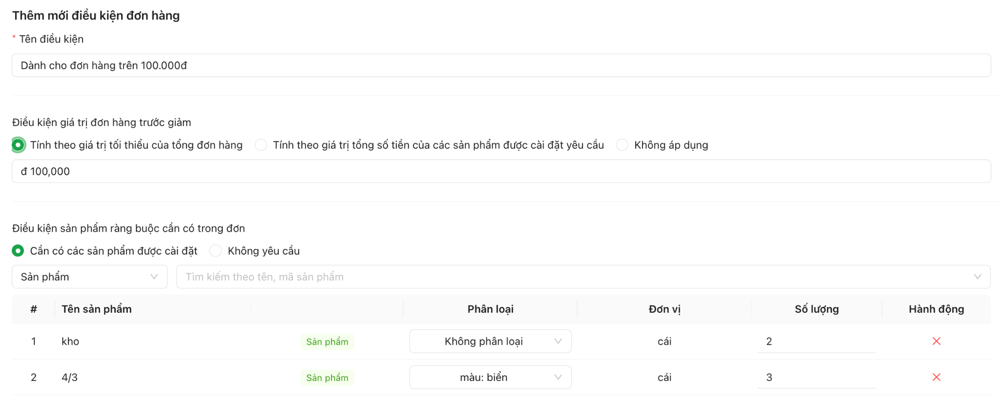 Thêm mới điều kiện đơn hàng
* Tên điều kiện
Dành cho đơn hàng trên 100.000đ
Điều kiện giá trị đơn hàng trước giảm
Tính theo giá trị tối thiểu của tổng đơn hàng Tính theo giá trị tổng số tiền của các sản phẩm được cài đặt yêu cầu Không áp dụng
đ 100,000
Điều kiện sản phẩm ràng buộc cần có trong đơn
Cần có các sản phẩm được cài đặt Không yêu cầu
Sản phẩm Tìm kiếm theo tên, mã sản phẩm
# Tên sản phẩm Phân loại Đơn vị Số lượng Hành động
1 kho Sản phẩm Không phân loại cái 2
2 4/3 Sản phẩm màu: biển cái 3